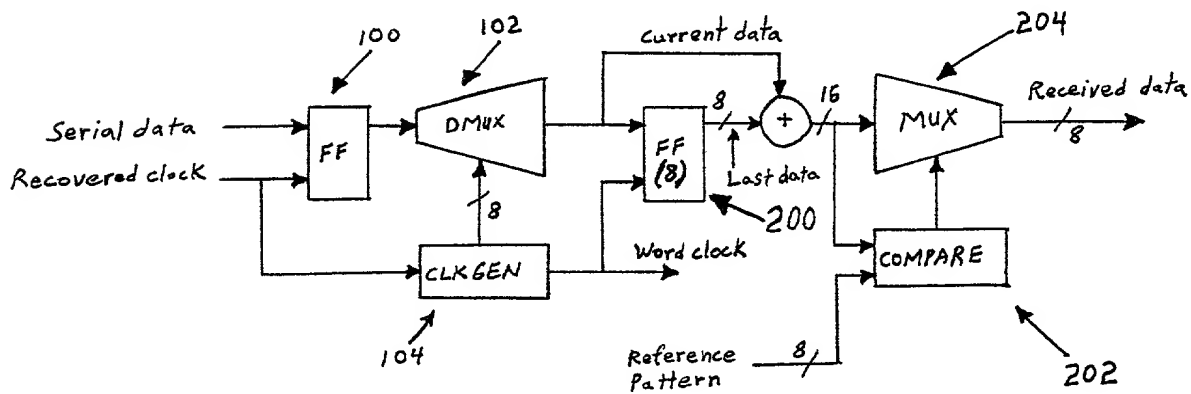 100
102
204
Current data
Serial data
Recovered clock
FF
DMUX
8
16
+
MUX
Received data
8
FF
(8)
Last data
200
8
CLKGEN
Word clock
COMPARE
104
Reference
Pattern
8
202